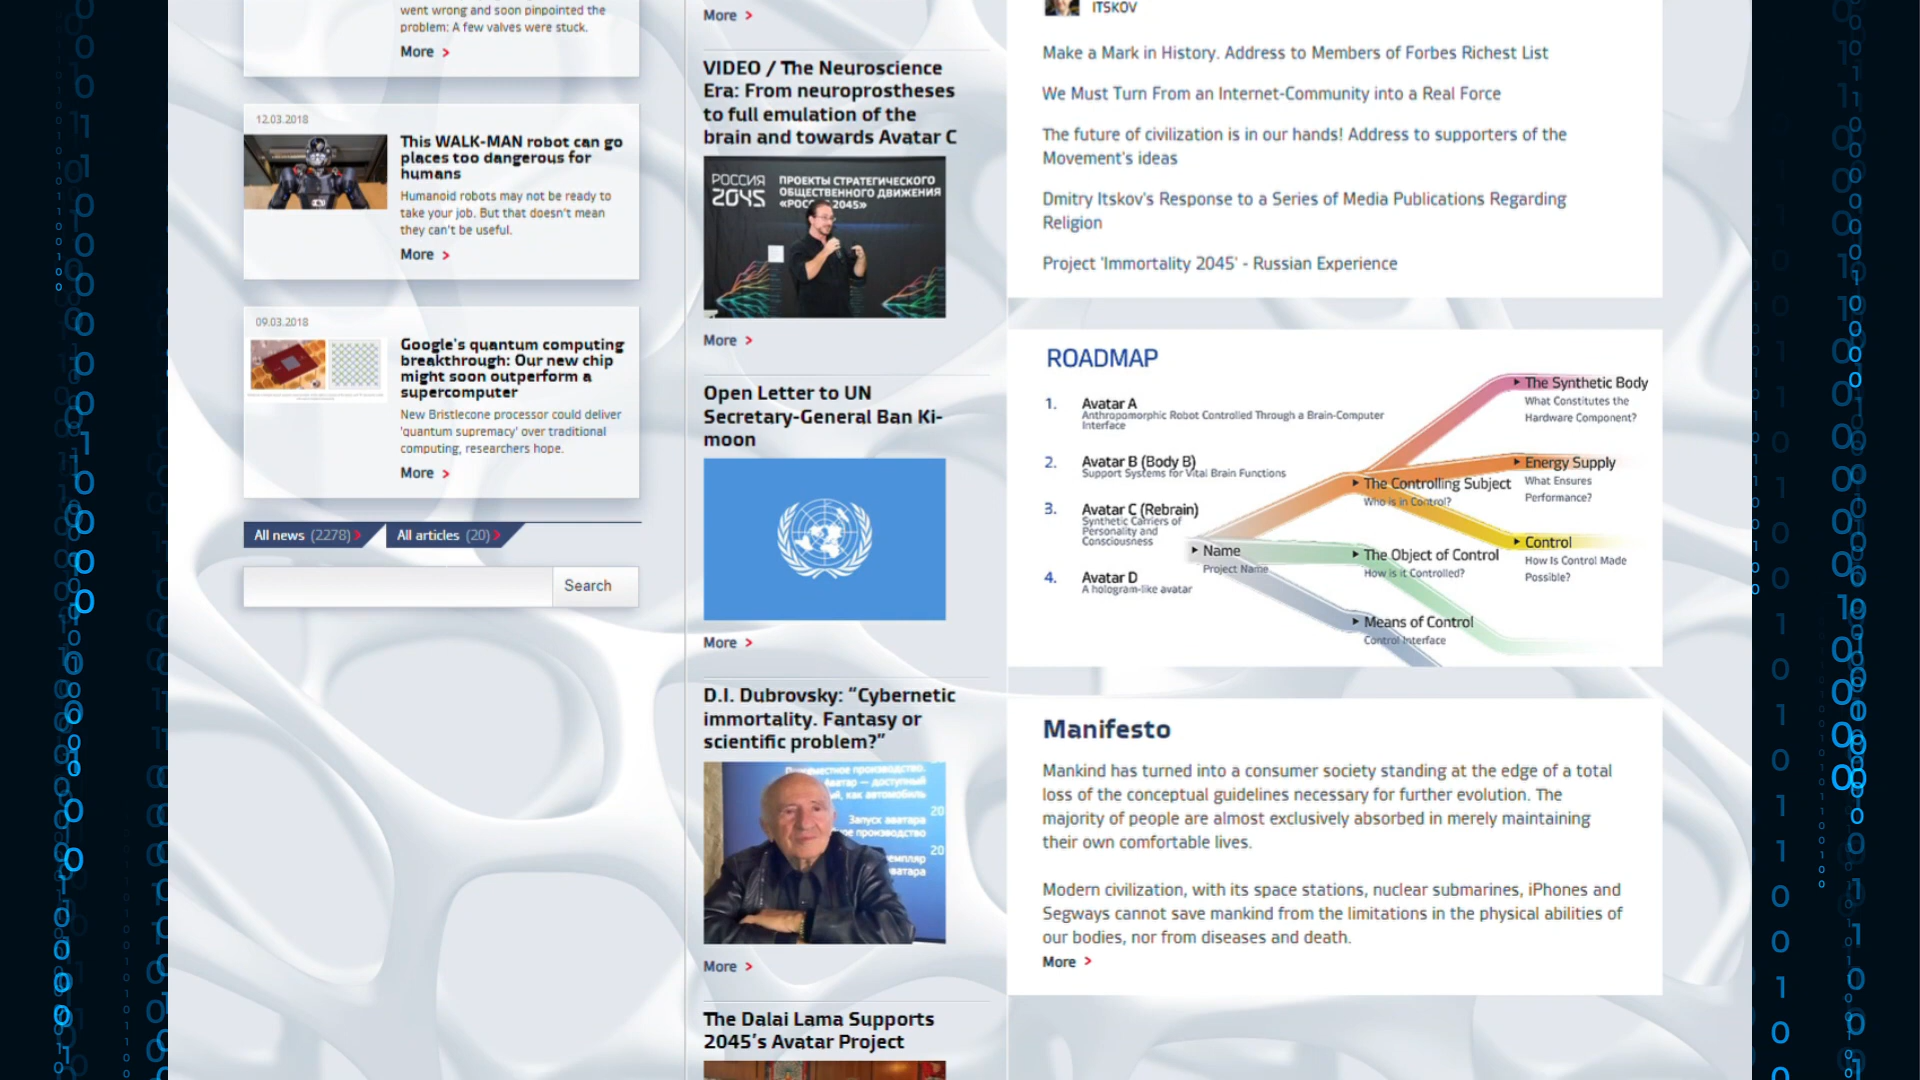 went wrong and soon pinpointed the
problem: A few valves were stuck.
More >
12.03.2018
This WALK-MAN robot can go
places too dangerous for
humans
Humanoid robots may not be ready to
take your job. But that doesn't mean
they can't be useful.
More >
09.03.2018
Google's quantum computing
breakthrough: Our new chip
might soon outperform a
supercomputer
New Bristlecone processor could deliver
'quantum supremacy' over traditional
computing, researchers hope.
More >
All news (2278) >
All articles (20) >
Search
More >
VIDEO / The Neuroscience
Era: From neuroprostheses
to full emulation of the
brain and towards Avatar C
РОССИЯ
2045
ПРОЕКТЫ СТРАТЕГИЧЕСКОГО
ОБЩЕСТВЕННОГО ДВИЖЕНИЯ
2045»
More >
Open Letter to UN
Secretary-General Ban Ki-
moon
More >
D.I. Dubrovsky: “Cybernetic
immortality. Fantasy or
scientific problem?”
производство.
— доступный
как автомобиль
20
Запуск аватара
производство
20
More >
The Dalai Lama Supports
2045’s Avatar Project
ITSKOV
Make a Mark in History. Address to Members of Forbes Richest List
We Must Turn From an Internet-Community into a Real Force
The future of civilization is in our hands! Address to supporters of the
Movement's ideas
Dmitry Itskov's Response to a Series of Media Publications Regarding
Religion
Project 'Immortality 2045' - Russian Experience
ROADMAP
1. Avatar A
Anthropomorphic Robot Controlled Through a Brain-Computer
Interface
2. Avatar B (Body B)
Support Systems for Vital Brain Functions
3. Avatar C (Rebrain)
Synthetic Carriers of
Personality and
Consciousness
4. Avatar D
A hologram-like avatar
Name
Project Name
The Controlling Subject
Who is in Control?
The Object of Control
How is it Controlled?
Means of Control
Control Interface
The Synthetic Body
What Constitutes the
Hardware Component?
Energy Supply
What Ensures
Performance?
Control
How Is Control Made
Possible?
Manifesto
Mankind has turned into a consumer society standing at the edge of a total
loss of the conceptual guidelines necessary for further evolution. The
majority of people are almost exclusively absorbed in merely maintaining
their own comfortable lives.
Modern civilization, with its space stations, nuclear submarines, iPhones and
Segways cannot save mankind from the limitations in the physical abilities of
our bodies, nor from diseases and death.
More >